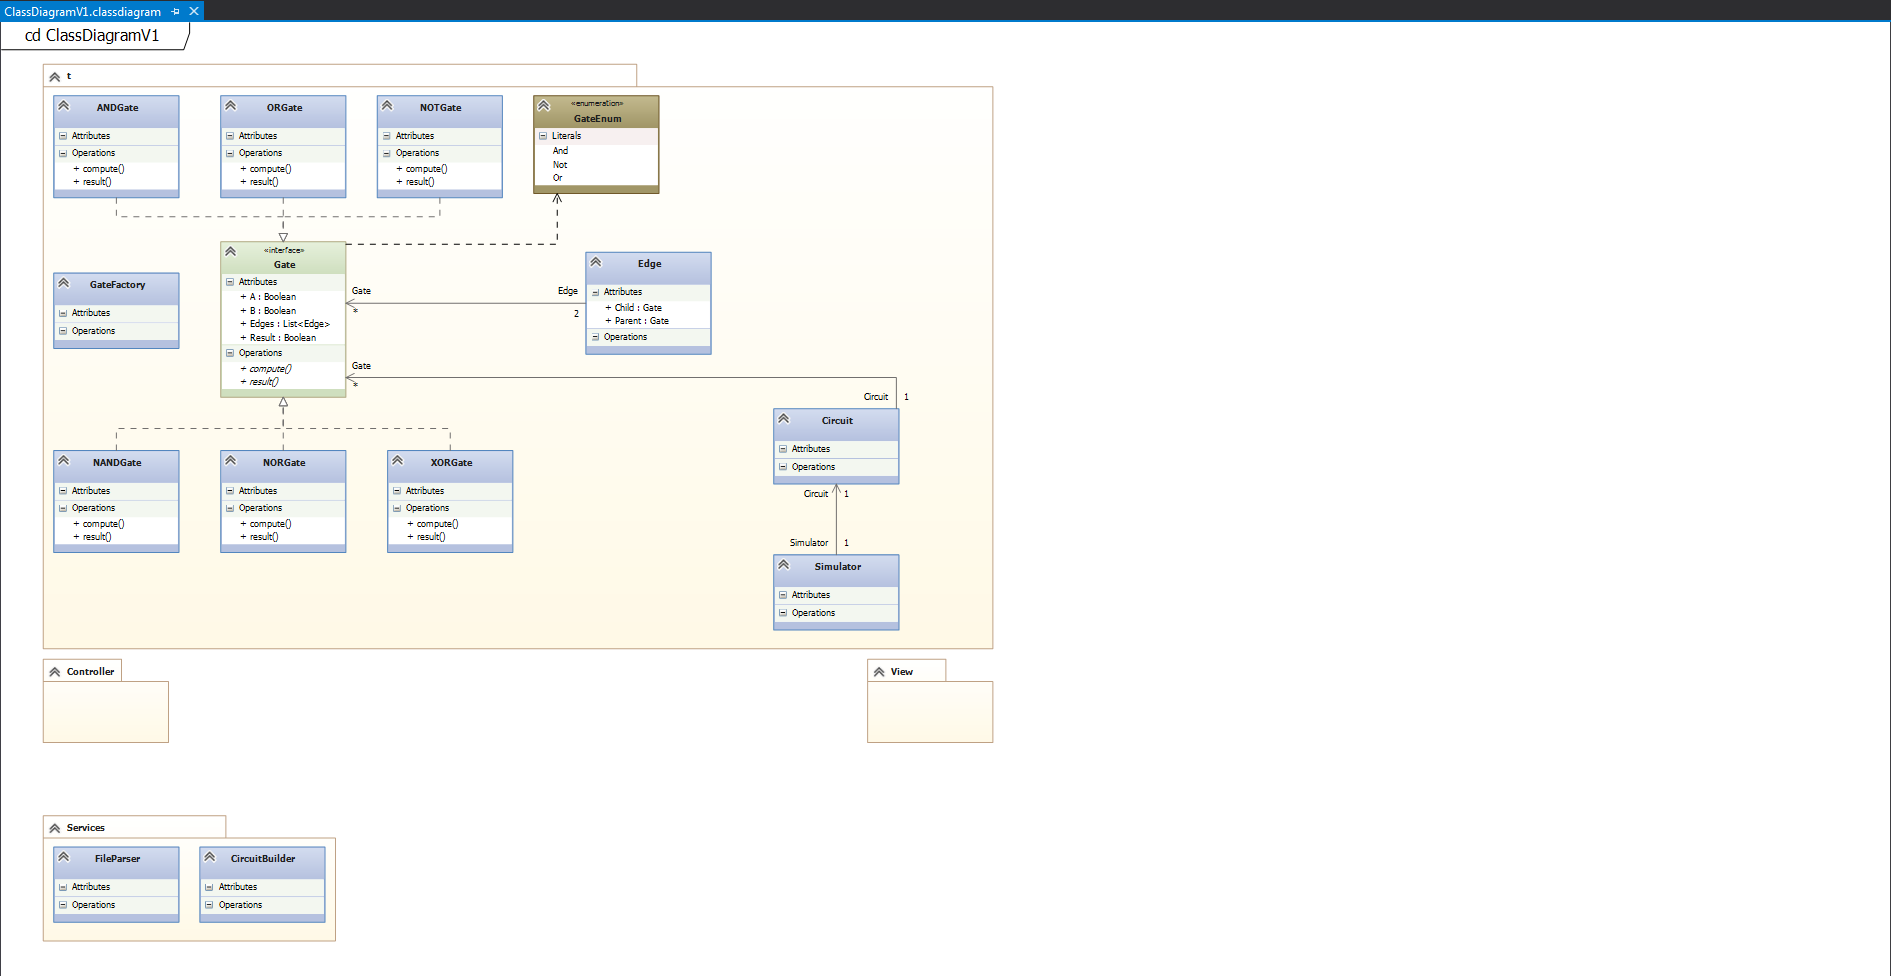 ClassDiagramV1.classdiagram
cd ClassDiagramV1
t
ANDGate
Attributes
Operations
+ compute()
+ result()
ORGate
Attributes
Operations
+ compute()
+ result()
NOTGate
Attributes
Operations
+ compute()
+ result()
«enumeration»
GateEnum
Literals
And
Not
Or
GateFactory
Attributes
Operations
«interface»
Gate
Attributes
+ A : Boolean
+ B : Boolean
+ Edges : List<Edge>
+ Result : Boolean
Operations
+ compute()
+ result()
Gate
*
Edge
2
Edge
Attributes
+ Child : Gate
+ Parent : Gate
Operations
Gate
*
Circuit
1
Circuit
Attributes
Operations
Circuit
1
Simulator
1
Simulator
Attributes
Operations
NANDGate
Attributes
Operations
+ compute()
+ result()
NORGate
Attributes
Operations
+ compute()
+ result()
XORGate
Attributes
Operations
+ compute()
+ result()
Controller
View
Services
FileParser
Attributes
Operations
CircuitBuilder
Attributes
Operations